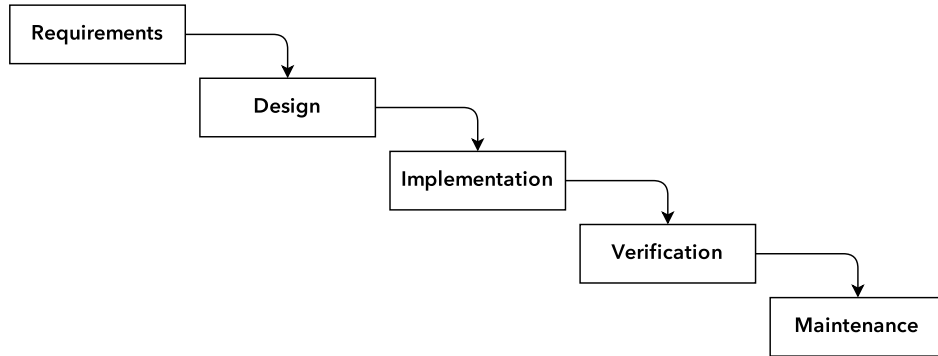 Requirements
Design
Implementation
Verification
Maintenance